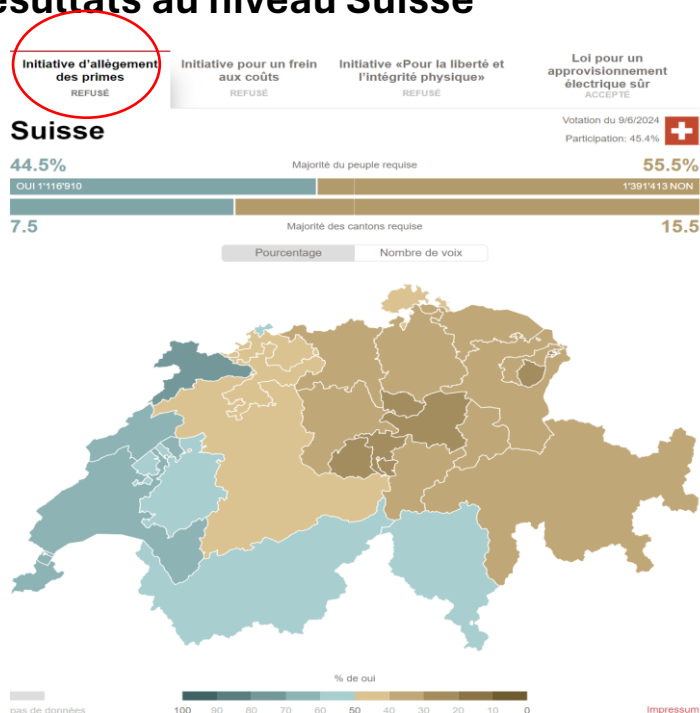 ésultats au niveau Suisse
Initiative d'allègement des primes
REFUSÉ
Initiative pour un frein aux coûts
REFUSÉ
Initiative «Pour la liberté et l'intégrité physique»
REFUSÉ
Loi pour un approvisionnement électrique sûr
ACCEPTÉ
Suisse
Votation du 9/6/2024
Participation: 45.4%
44.5% Majorité du peuple requise 55.5%
OUI 1'116'910 1'391'413 NON
7.5 Majorité des cantons requise 15.5
Pourcentage Nombre de voix
% de oui
pas de données 100 90 80 70 60 50 40 30 20 10 0 Impressum